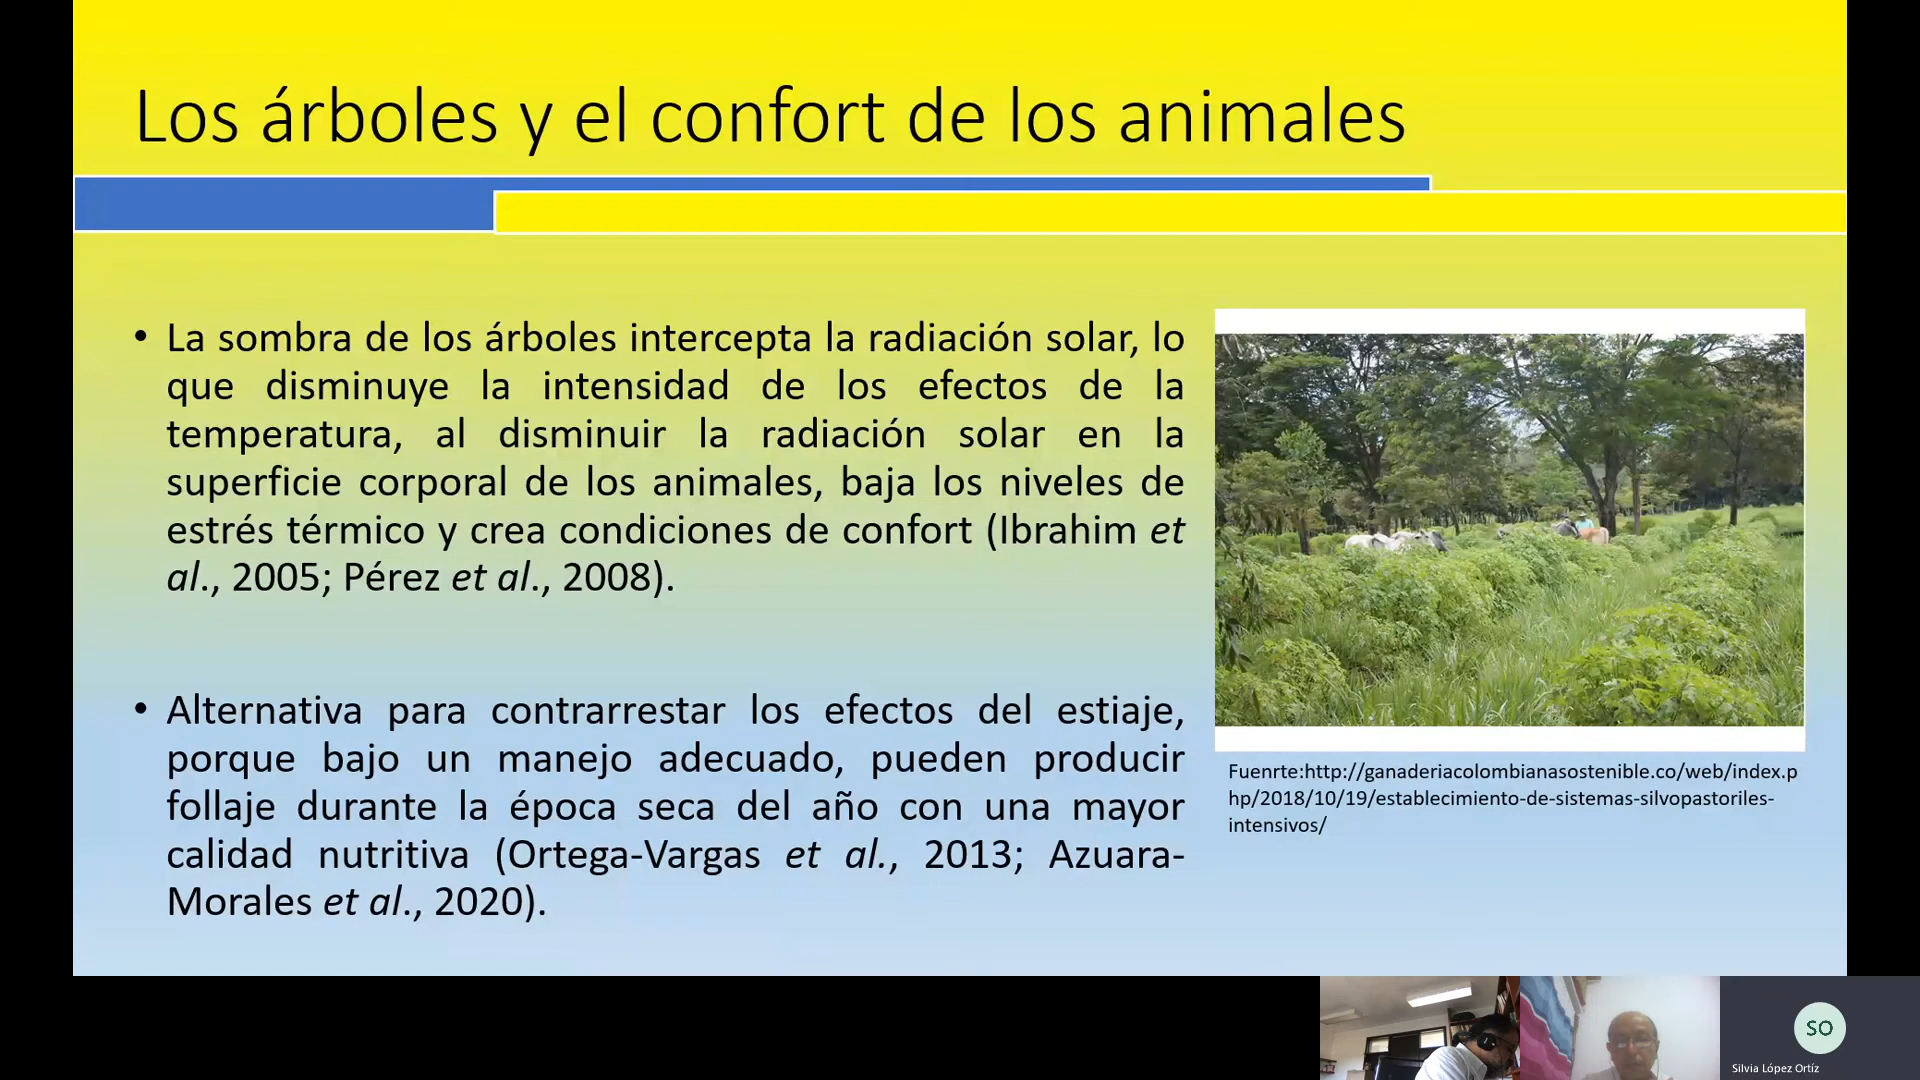 Los árboles y el confort de los animales
• La sombra de los árboles intercepta la radiación solar, lo
que disminuye la intensidad de los efectos de la
temperatura, al disminuir la radiación solar en la
superficie corporal de los animales, baja los niveles de
estrés térmico y crea condiciones de confort (Ibrahim et
al., 2005; Pérez et al., 2008).
• Alternativa para contrarrestar los efectos del estiaje,
porque bajo un manejo adecuado, pueden producir
follaje durante la época seca del año con una mayor
calidad nutritiva (Ortega-Vargas et al., 2013; Azuara-
Morales et al., 2020).
Fuenrte:http://ganaderiacolombianasostenible.co/web/index.p
hp/2018/10/19/establecimiento-de-sistemas-silvopastoriles-
intensivos/
SO
Silvia López Ortíz